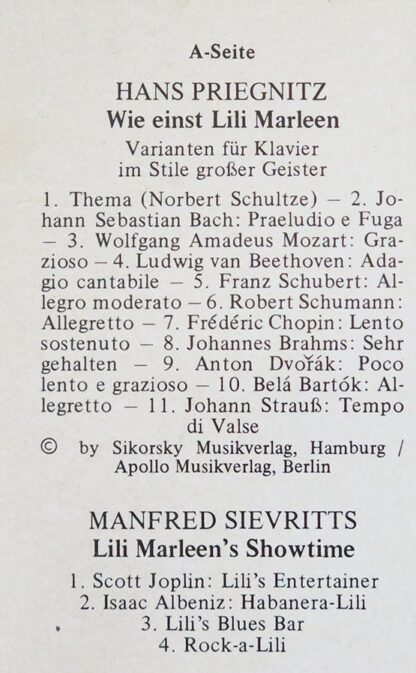 A-Seite
HANS PRIEGNITZ
Wie einst Lili Marleen
Varianten für Klavier
im Stile großer Geister
1. Thema (Norbert Schultze) – 2. Jo-
hann Sebastian Bach: Praeludio e Fuga
– 3. Wolfgang Amadeus Mozart: Gra-
zioso – 4. Ludwig van Beethoven: Ada-
gio cantabile – 5. Franz Schubert: Al-
legro moderato – 6. Robert Schumann:
Allegretto – 7. Frédéric Chopin: Lento
sostenuto – 8. Johannes Brahms: Sehr
gehalten – 9. Anton Dvořák: Poco
lento e grazioso – 10. Belá Bartók: Al-
legretto – 11. Johann Strauß: Tempo
di Valse
© by Sikorsky Musikverlag, Hamburg /
Apollo Musikverlag, Berlin
MANFRED SIEVRITTS
Lili Marleen's Showtime
1. Scott Joplin: Lili's Entertainer
2. Isaac Albeniz: Habanera-Lili
3. Lili's Blues Bar
4. Rock-a-Lili